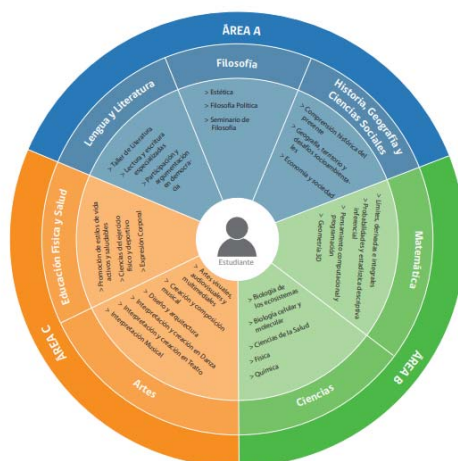 ÁREA A
Lengua y Literatura
> Taller de Literatura
> Lectura y escritura
especializadas
> Participación y
argumentación
en democra-
cia
Filosofía
> Estética
> Filosofía Política
> Seminario de
Filosofía
Historia, Geografía y
Ciencias Sociales
> Comprensión histórica del
presente
> Geografía, territorio y
desafíos socioambienta-
les
> Economía y sociedad
ÁREA B
Matemática
> Límites, derivadas e integrales
> Probabilidades y estadística descriptiva e
inferencial
> Pensamiento computacional y
programación
> Geometría 3D
Ciencias
> Biología de
los ecosistemas
> Biología celular y
molecular
> Ciencias de la Salud
> Física
> Química
ÁREA C
Artes
> Artes visuales,
audiovisuales y
multimediales
> Creación y composición
musical
> Diseño y arquitectura
> Interpretación y creación en Danza
> Interpretación y creación en Teatro
> Interpretación Musical
Educación Física y Salud
> Promoción de estilos de vida
activos y saludables
> Ciencias del ejercicio
físico y deportivo
> Expresión Corporal
Estudiante